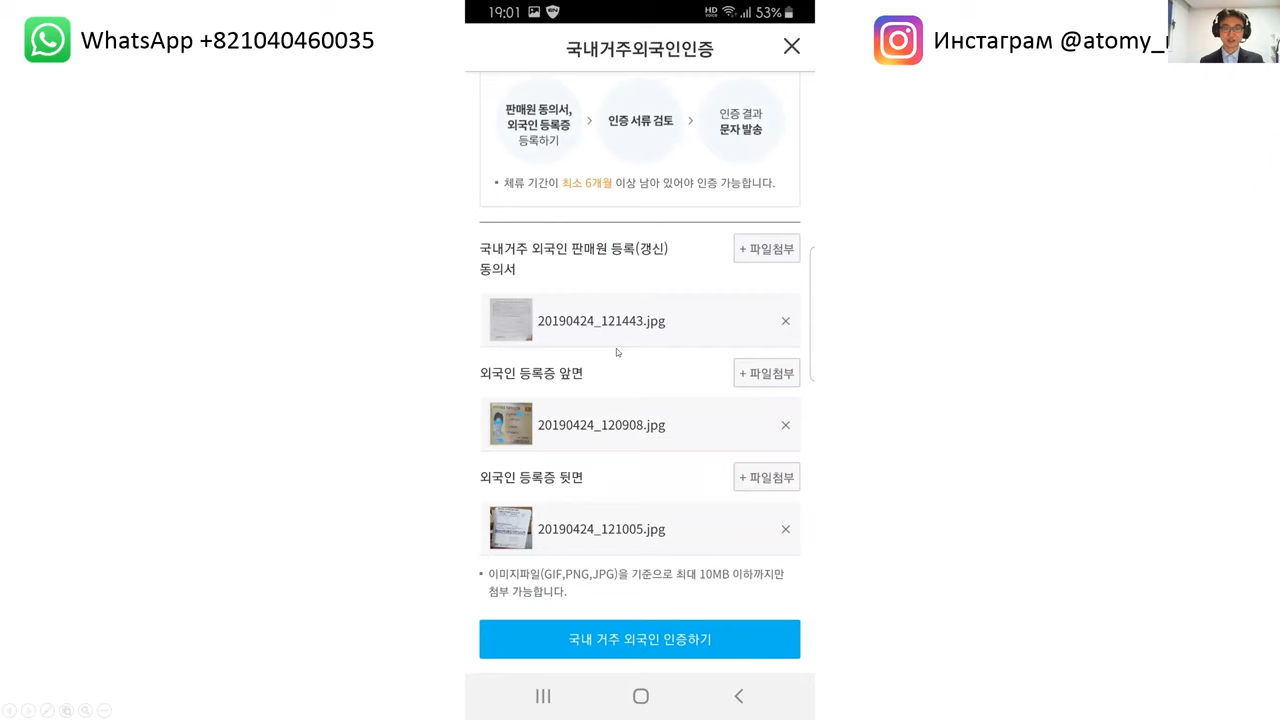 WhatsApp +821040460035
Инстаграм @atomy_
19:01
53%
국내거주외국인인증
판매원 동의서,
외국인 등록증
등록하기
인증 서류 검토
인증 결과
문자 발송
체류 기간이 최소 6개월 이상 남아 있어야 인증 가능합니다.
국내거주 외국인 판매원 등록(갱신)
동의서
+ 파일첨부
20190424_121443.jpg
외국인 등록증 앞면
+ 파일첨부
20190424_120908.jpg
외국인 등록증 뒷면
+ 파일첨부
20190424_121005.jpg
이미지파일(GIF,PNG,JPG)을 기준으로 최대 10MB 이하까지만
첨부 가능합니다.
국내 거주 외국인 인증하기